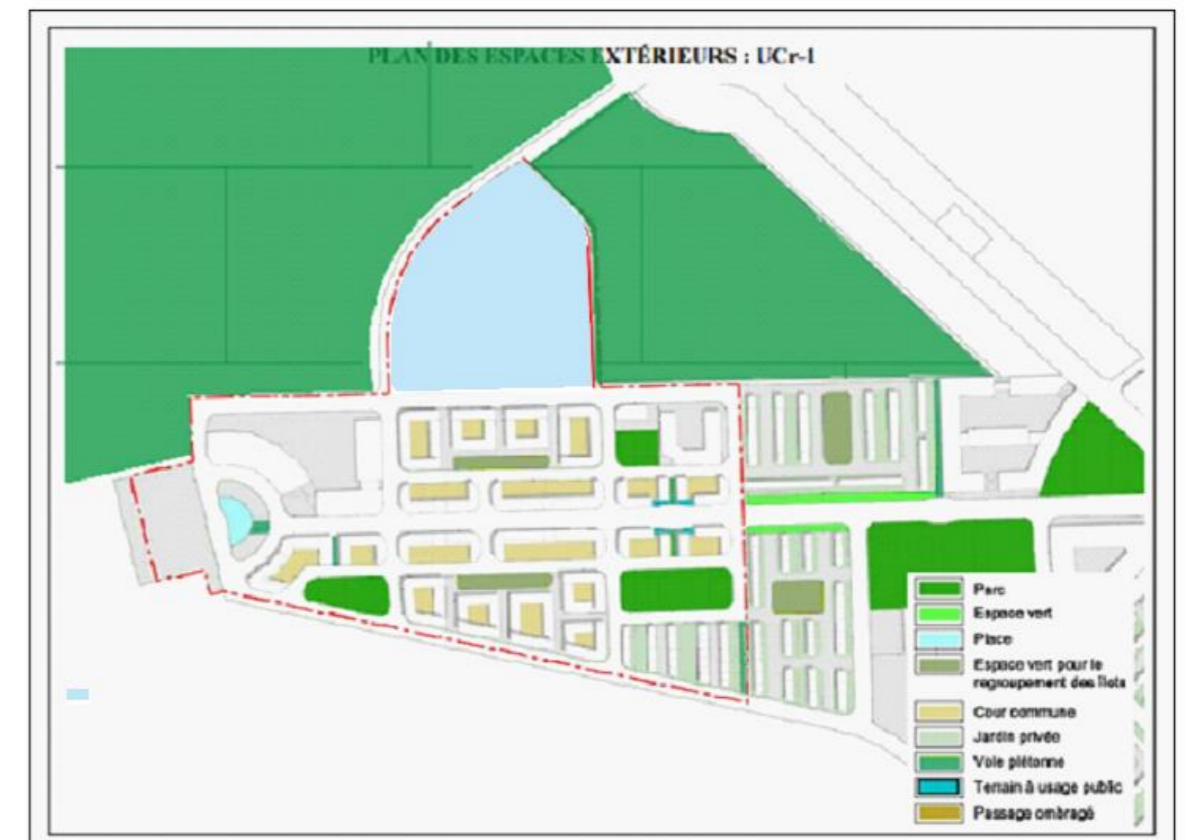 PLAN DES ESPACES EXTÉRIEURS : UCr-1
Parc
Espace vert
Place
Espace vert pour le
regroupement des îlots
Cour commune
Jardin privée
Voie piétonne
Terrain à usage public
Passage ombragé